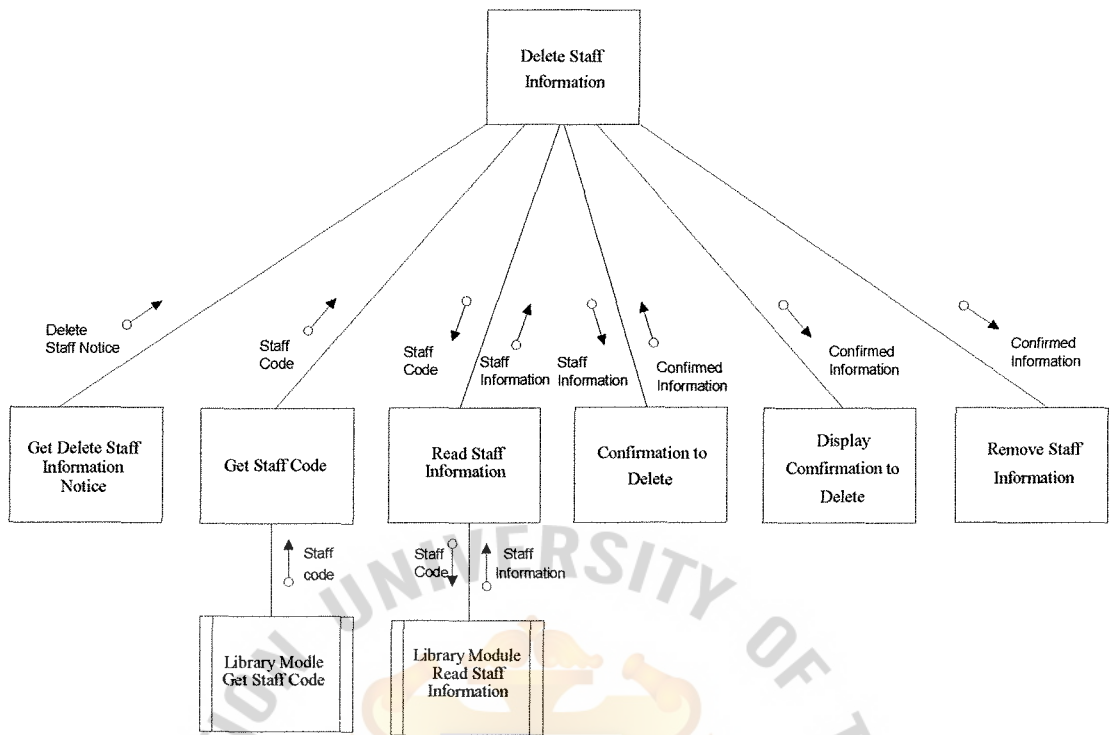 Delete Staff
Information
Delete
Staff Notice
Staff
Code
Staff
Code
Staff
Information
Staff
Information
Confirmed
Information
Confirmed
Information
Confirmed
Information
Get Delete Staff
Information
Notice
Get Staff Code
Read Staff
Information
Confirmation to
Delete
Display
Comfirmation to
Delete
Remove Staff
Information
Staff
code
Staff
Code
Staff
Information
Library Modle
Get Staff Code
Library Module
Read Staff
Information
UNIVERSITY OF